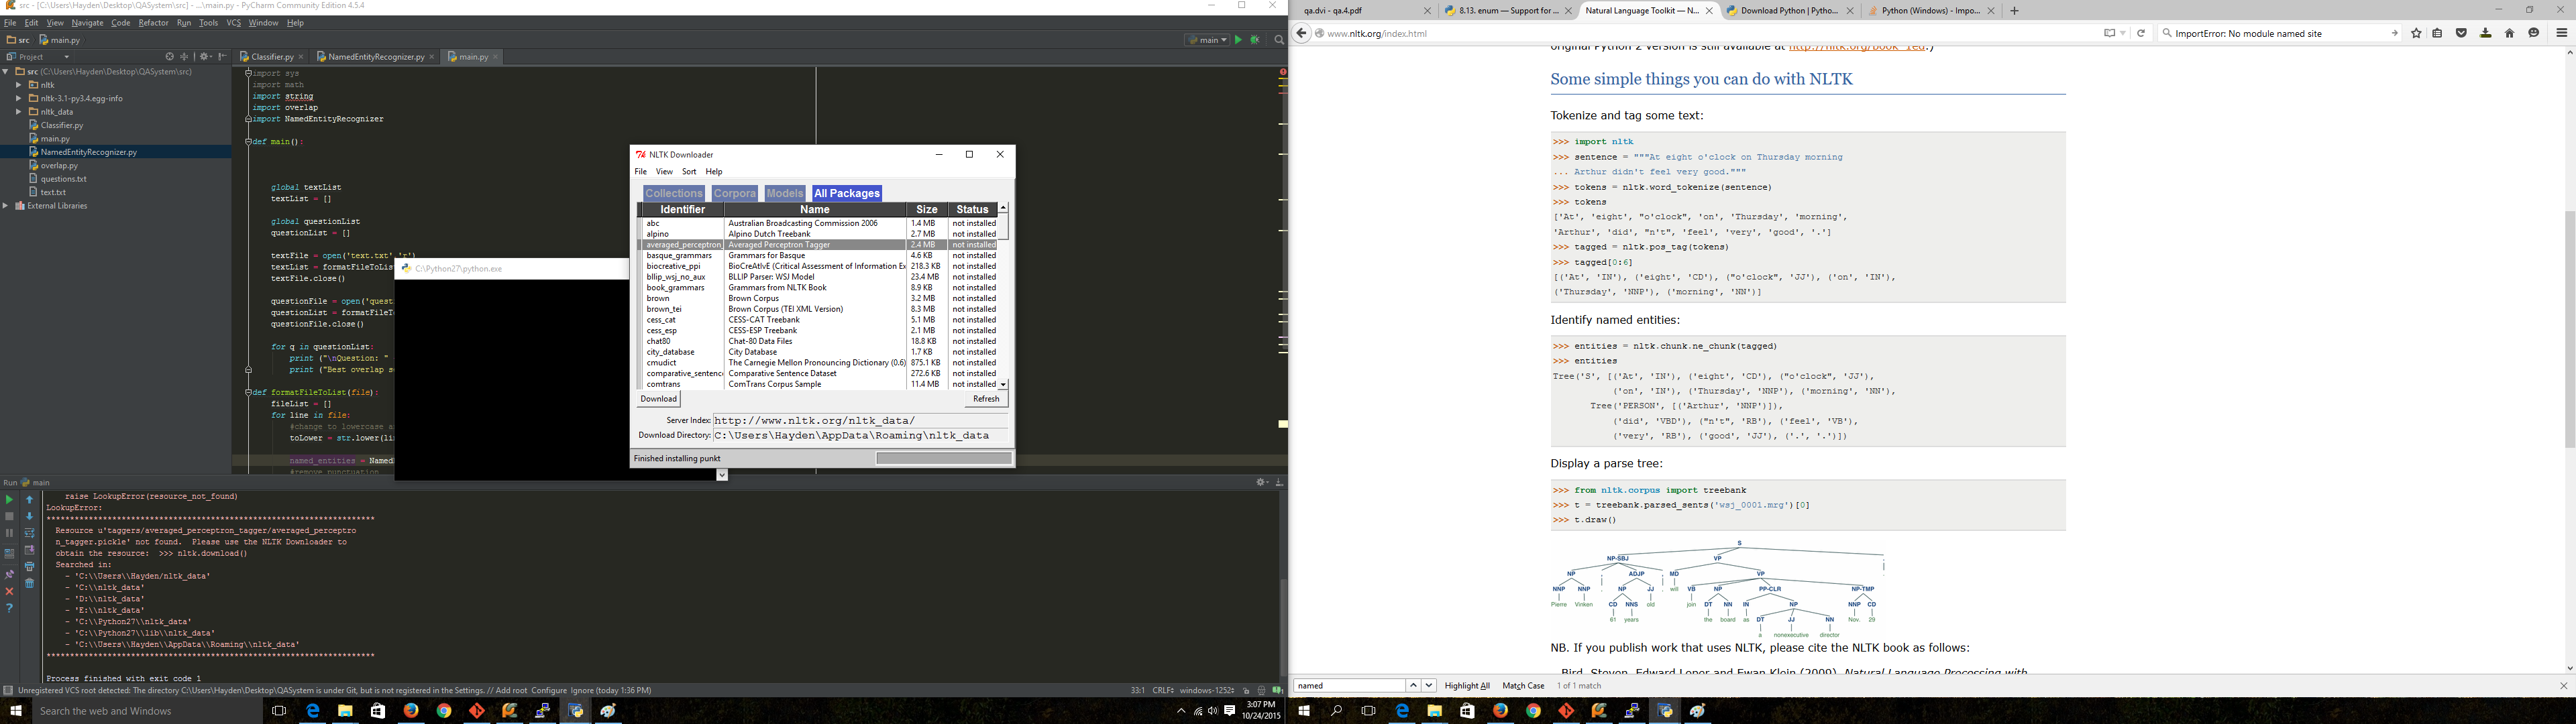 src - [C:\Users\Hayden\Desktop\QASystem\src] - ...\main.py - PyCharm Community Edition 4.5.4
File Edit View Navigate Code Refactor Run Tools VCS Window Help
src main.py
main
Project
src (C:\Users\Hayden\Desktop\QASystem\src)
nltk
nltk-3.1-py3.4.egg-info
nltk_data
Classifier.py
main.py
NamedEntityRecognizer.py
overlap.py
questions.txt
text.txt
External Libraries
Classifier.py NamedEntityRecognizer.py main.py
import sys
import math
import string
import overlap
import NamedEntityRecognizer
def main():
global textList
textList = []
global questionList
questionList = []
textFile = open('text.txt','r')
textList = formatFileToLis
textFile.close()
questionFile = open('quest
questionList = formatFileT
questionFile.close()
for q in questionList:
print ("\nQuestion: "
print ("Best overlap s
def formatFileToList(file):
fileList = []
for line in file:
#change to lowercase a
toLower = str.lower(li
named_entities = Named
#remove punctuation
C:\Python27\python.exe
NLTK Downloader
File View Sort Help
Collections Corpora Models All Packages
Identifier Name Size Status
abc Australian Broadcasting Commission 2006 1.4 MB not installed
alpino Alpino Dutch Treebank 2.7 MB not installed
averaged_perceptron_ Averaged Perceptron Tagger 2.4 MB not installed
basque_grammars Grammars for Basque 4.6 KB not installed
biocreative_ppi BioCreAtIvE (Critical Assessment of Information Ex 218.3 KB not installed
bllip_wsj_no_aux BLLIP Parser: WSJ Model 23.4 MB not installed
book_grammars Grammars from NLTK Book 8.9 KB not installed
brown Brown Corpus 3.2 MB not installed
brown_tei Brown Corpus (TEI XML Version) 8.3 MB not installed
cess_cat CESS-CAT Treebank 5.1 MB not installed
cess_esp CESS-ESP Treebank 2.1 MB not installed
chat80 Chat-80 Data Files 18.8 KB not installed
city_database City Database 1.7 KB not installed
cmudict The Carnegie Mellon Pronouncing Dictionary (0.6) 875.1 KB not installed
comparative_sentenc Comparative Sentence Dataset 272.6 KB not installed
comtrans ComTrans Corpus Sample 11.4 MB not installed
Download Refresh
Server Index: http://www.nltk.org/nltk_data/
Download Directory: C:\Users\Hayden\AppData\Roaming\nltk_data
Finished installing punkt
Run main
raise LookupError(resource_not_found)
LookupError:
**********************************************************************
Resource u'taggers/averaged_perceptron_tagger/averaged_perceptro
n_tagger.pickle' not found. Please use the NLTK Downloader to
obtain the resource: >>> nltk.download()
Searched in:
- 'C:\\Users\\Hayden/nltk_data'
- 'C:\\nltk_data'
- 'D:\\nltk_data'
- 'E:\\nltk_data'
- 'C:\\Python27\\nltk_data'
- 'C:\\Python27\\lib\\nltk_data'
- 'C:\\Users\\Hayden\\AppData\\Roaming\\nltk_data'
**********************************************************************
Process finished with exit code 1
Unregistered VCS root detected: The directory C:\Users\Hayden\Desktop\QASystem is under Git, but is not registered in the Settings. // Add root Configure Ignore (today 1:36 PM)
33:1 CRLF windows-1252
Search the web and Windows
3:07 PM
10/24/2015
qa.dvi - qa.4.pdf
8.13. enum — Support for ...
Natural Language Toolkit — N...
Download Python | Pytho...
Python (Windows) - Impo...
www.nltk.org/index.html
ImportError: No module named site
original Python 2 version is still available at http://nltk.org/book_1ed.)
Some simple things you can do with NLTK
Tokenize and tag some text:
>>> import nltk
>>> sentence = """At eight o'clock on Thursday morning
... Arthur didn't feel very good."""
>>> tokens = nltk.word_tokenize(sentence)
>>> tokens
['At', 'eight', "o'clock", 'on', 'Thursday', 'morning',
'Arthur', 'did', "n't", 'feel', 'very', 'good', '.']
>>> tagged = nltk.pos_tag(tokens)
>>> tagged[0:6]
[('At', 'IN'), ('eight', 'CD'), ("o'clock", 'JJ'), ('on', 'IN'),
('Thursday', 'NNP'), ('morning', 'NN')]
Identify named entities:
>>> entities = nltk.chunk.ne_chunk(tagged)
>>> entities
Tree('S', [('At', 'IN'), ('eight', 'CD'), ("o'clock", 'JJ'),
('on', 'IN'), ('Thursday', 'NNP'), ('morning', 'NN'),
Tree('PERSON', [('Arthur', 'NNP')]),
('did', 'VBD'), ("n't", 'RB'), ('feel', 'VB'),
('very', 'RB'), ('good', 'JJ'), ('.', '.')])
Display a parse tree:
>>> from nltk.corpus import treebank
>>> t = treebank.parsed_sents('wsj_0001.mrg')[0]
>>> t.draw()
S
NP-SBJ VP .
NP , ADJP , MD VP
NNP NNP NP JJ will VB NP PP-CLR NP-TMP
Pierre Vinken CD NNS old join DT NN IN NP NNP CD
61 years the board as DT JJ NN Nov. 29
a nonexecutive director
NB. If you publish work that uses NLTK, please cite the NLTK book as follows:
Bird, Steven, Edward Loper and Ewan Klein (2009), Natural Language Processing with
named
Highlight All Match Case 1 of 1 match